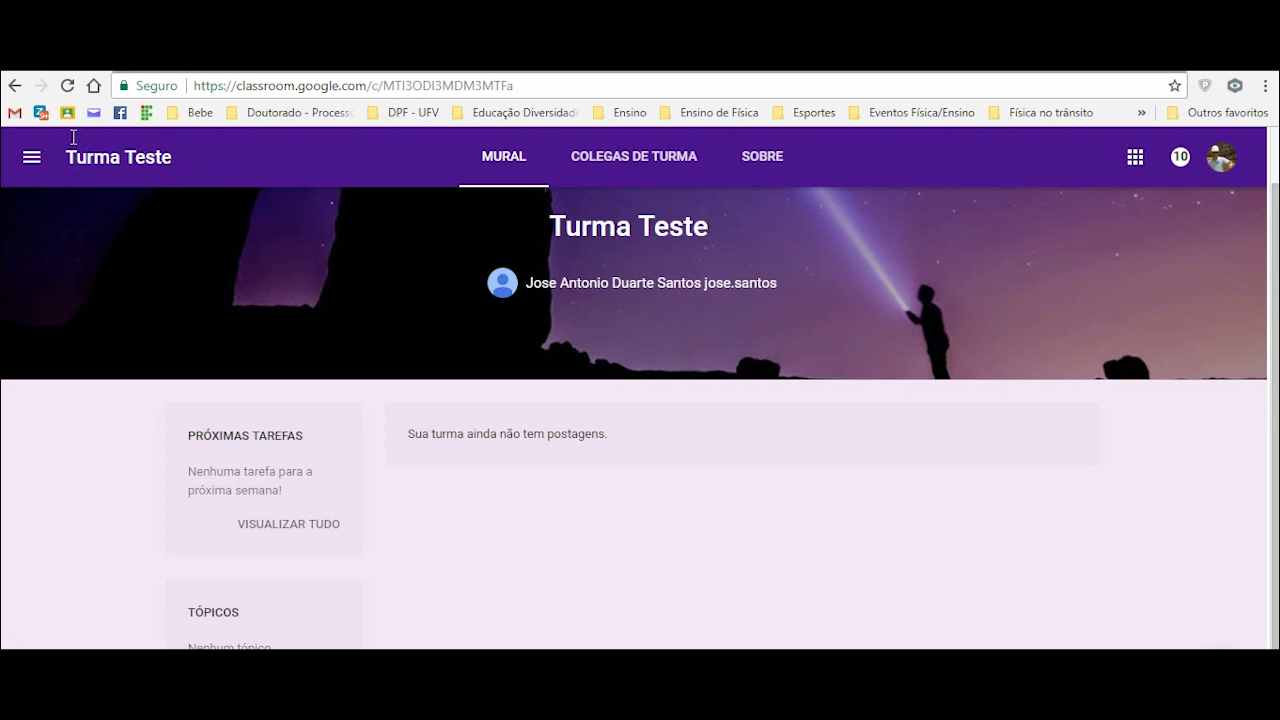 Seguro
https://classroom.google.com/c/MTI3ODI3MDM3MTFa
Bebe
Doutorado - Process
DPF - UFV
Educação Diversidad
Ensino
Ensino de Física
Esportes
Eventos Física/Ensino
Física no trânsito
»
Outros favoritos
Turma Teste
MURAL
COLEGAS DE TURMA
SOBRE
10
Turma Teste
Jose Antonio Duarte Santos jose.santos
PRÓXIMAS TAREFAS
Nenhuma tarefa para a
próxima semana!
VISUALIZAR TUDO
Sua turma ainda não tem postagens.
TÓPICOS
Nenhum tópico